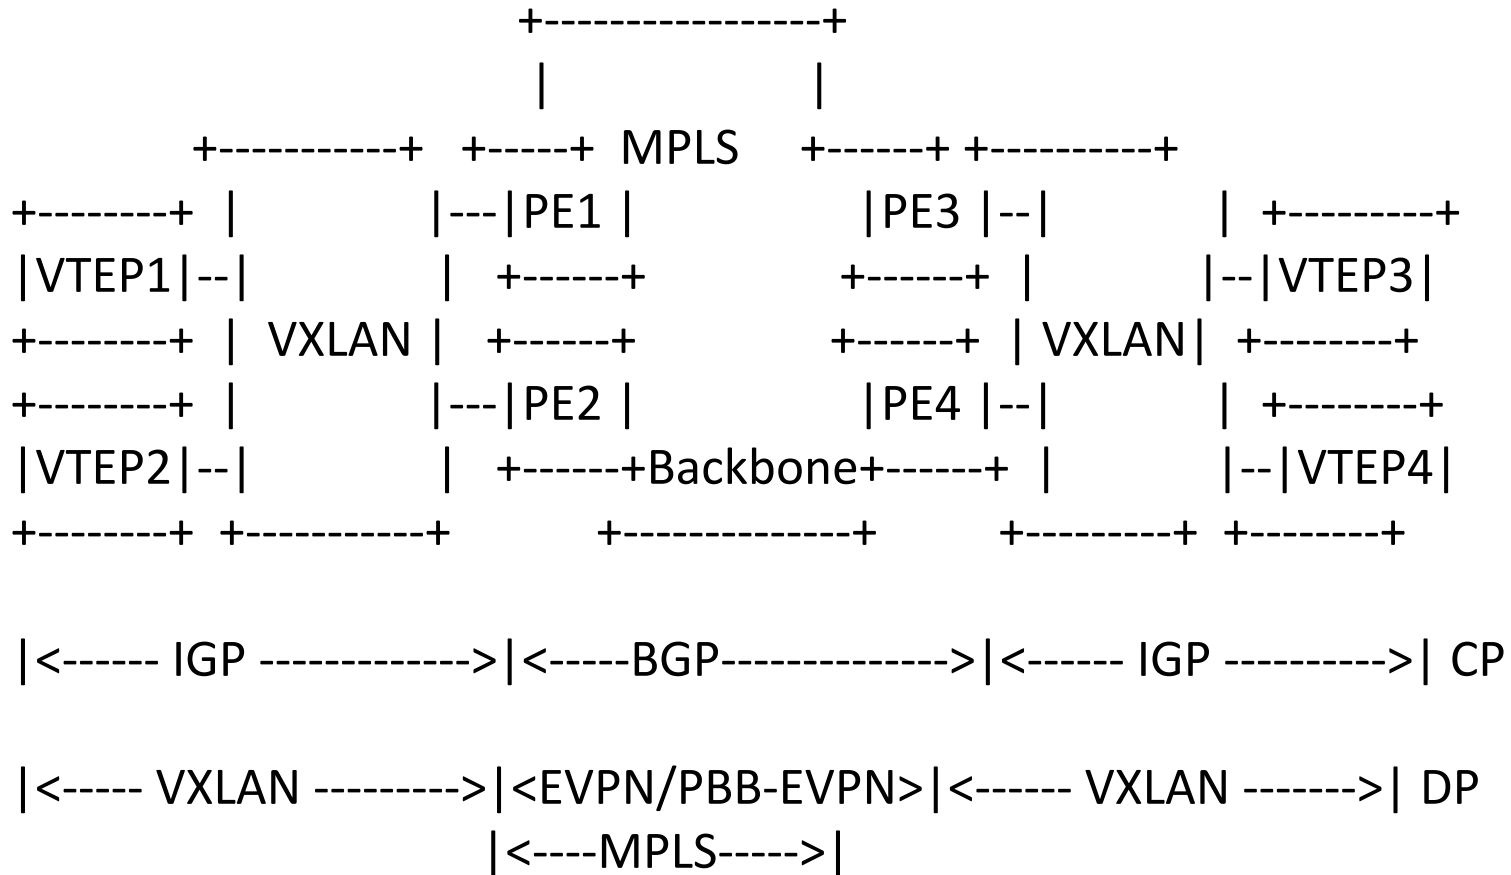 +-----------------+
|                 |
+-----------+  +-----+  MPLS    +------+ +----------+
+--------+  |           |---|PE1 |              |PE3 |--|          |  +---------+
|VTEP1|--|            |  +------+            +------+  |          |--|VTEP3|
+--------+  |  VXLAN |   +------+            +------+  | VXLAN|  +--------+
+--------+  |           |---|PE2 |              |PE4 |--|          |  +--------+
|VTEP2|--|            |  +------+Backbone+------+  |          |--|VTEP4|
+--------+  +-----------+        +--------------+       +---------+  +--------+
|<------ IGP ------------->|<-----BGP-------------->|<------ IGP --------->| CP
|<----- VXLAN --------->|<EVPN/PBB-EVPN>|<------ VXLAN ------->| DP
|<----MPLS----->|